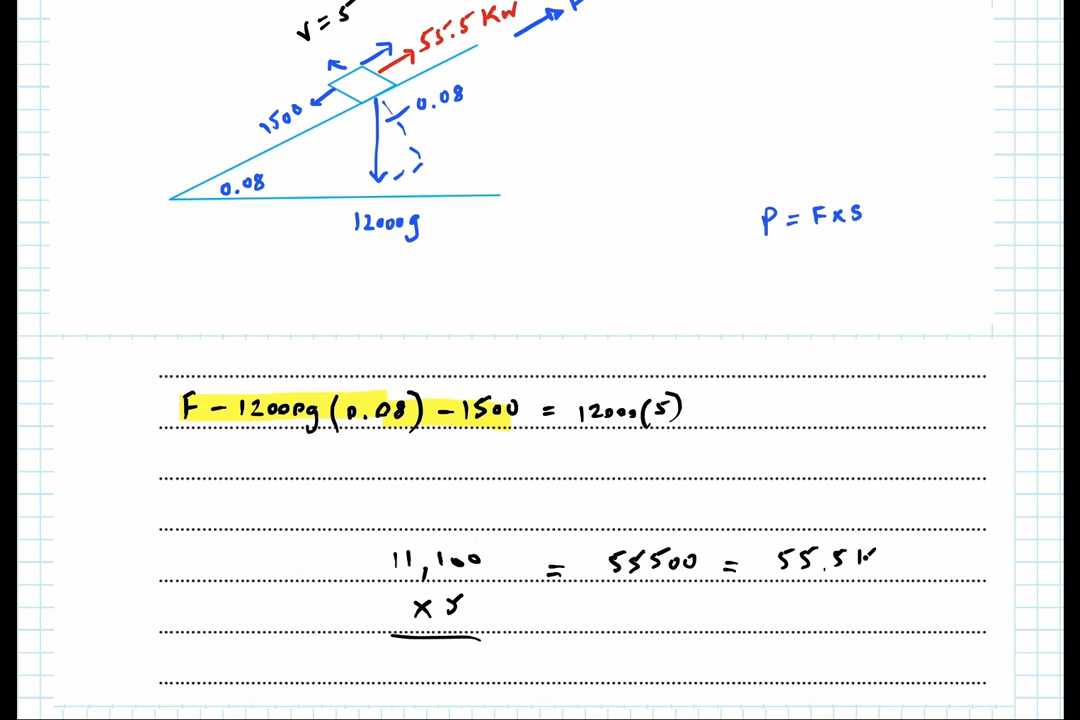 v = 5
55.5 Kw
1500
0.08
0.08
12000g
P = F x s
F - 12000g (0.08) - 1500 = 12000(5)
11,100 = 55500 = 55.5 k
x 5